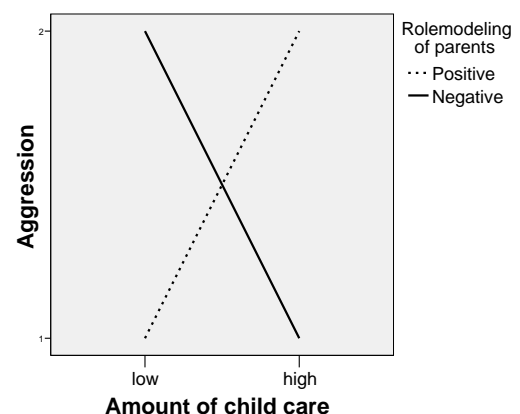 Rolemodeling
of parents
Positive
Negative
2
1
Aggression
low
high
Amount of child care